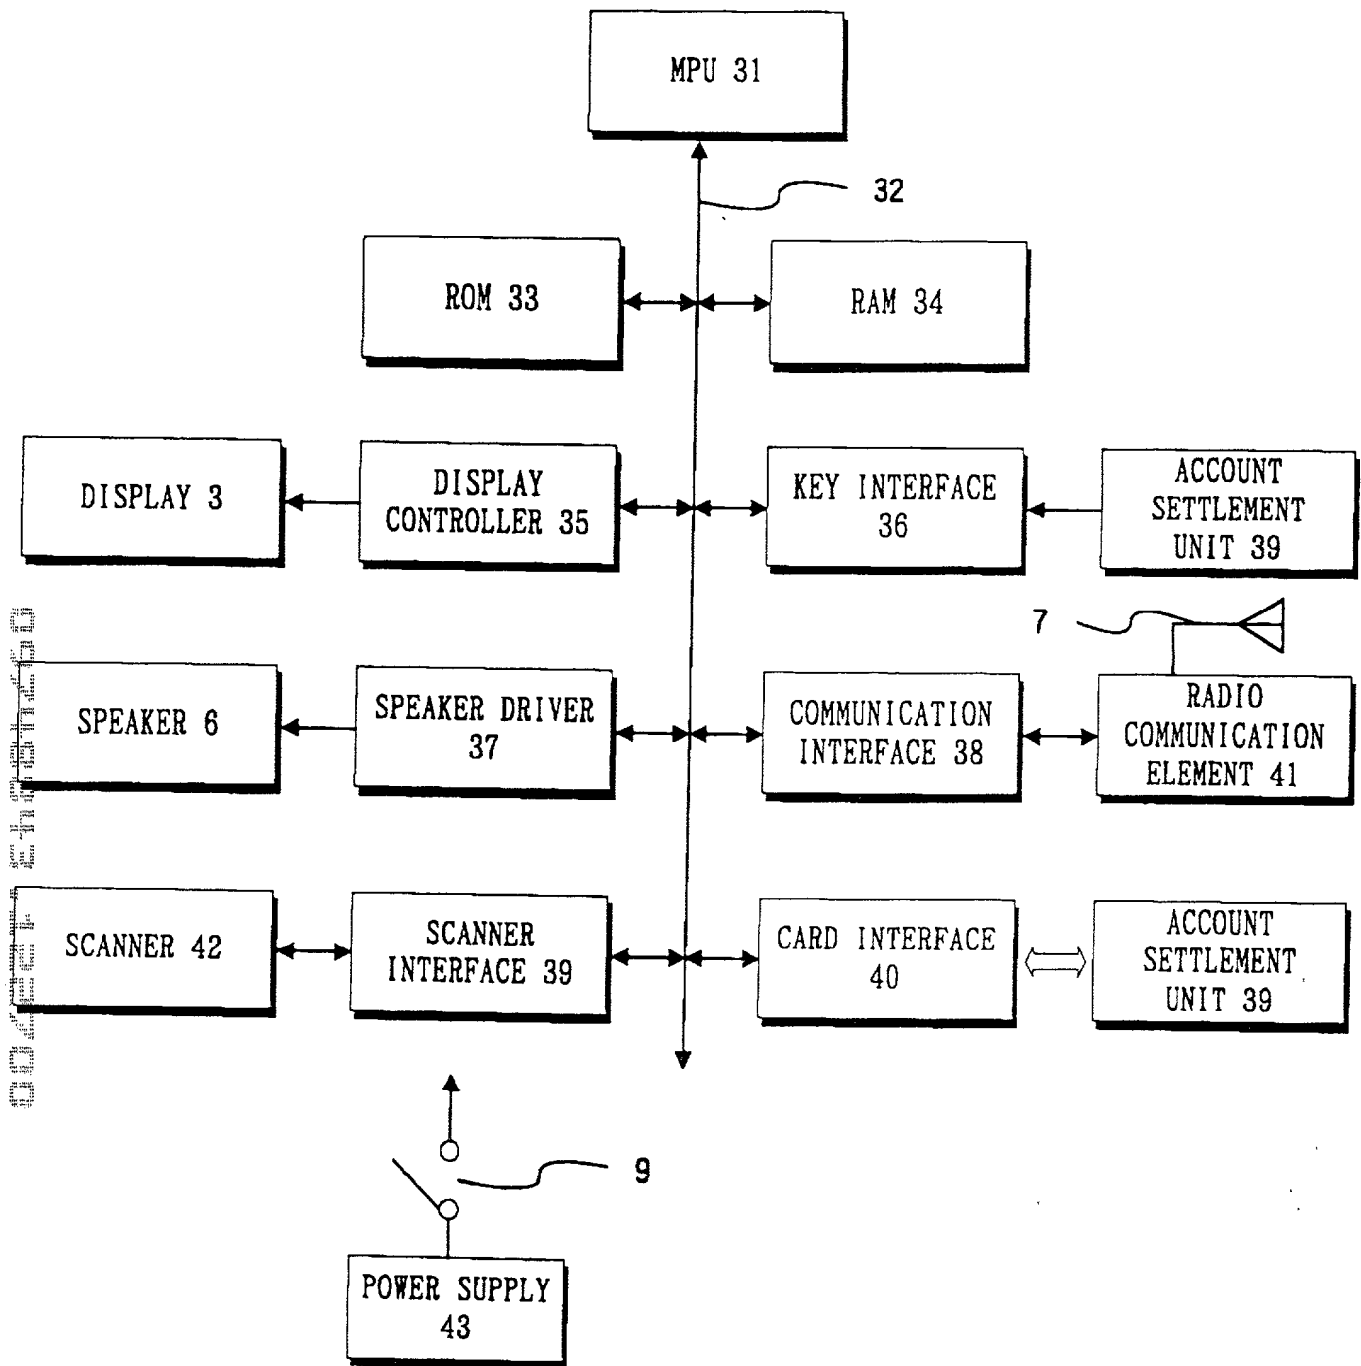 MPU 31
32
ROM 33
RAM 34
DISPLAY 3
DISPLAY
CONTROLLER 35
KEY INTERFACE
36
ACCOUNT
SETTLEMENT
UNIT 39
7
SPEAKER 6
SPEAKER DRIVER
37
COMMUNICATION
INTERFACE 38
RADIO
COMMUNICATION
ELEMENT 41
SCANNER 42
SCANNER
INTERFACE 39
CARD INTERFACE
40
ACCOUNT
SETTLEMENT
UNIT 39
9
POWER SUPPLY
43